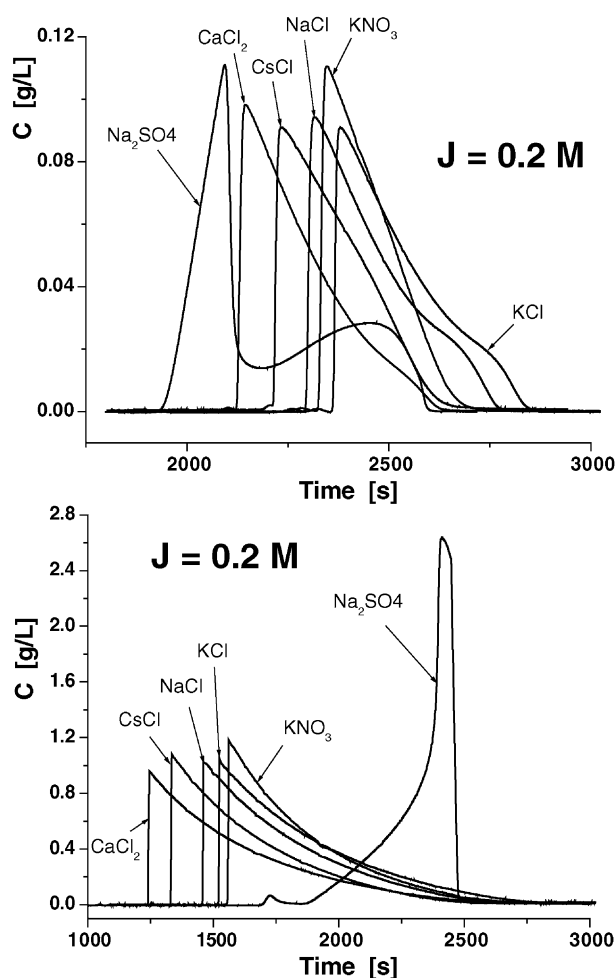 NaCl
KNO₃
CaCl₂
CsCl
Na₂SO4
J = 0.2 M
KCl
C [g/L]
0.12
0.08
0.04
0.00
2000
2500
3000
Time [s]
J = 0.2 M
Na₂SO4
KCl
NaCl
CsCl
KNO₃
CaCl₂
C [g/L]
2.8
2.4
2.0
1.6
1.2
0.8
0.4
0.0
1000
1500
2000
2500
3000
Time [s]